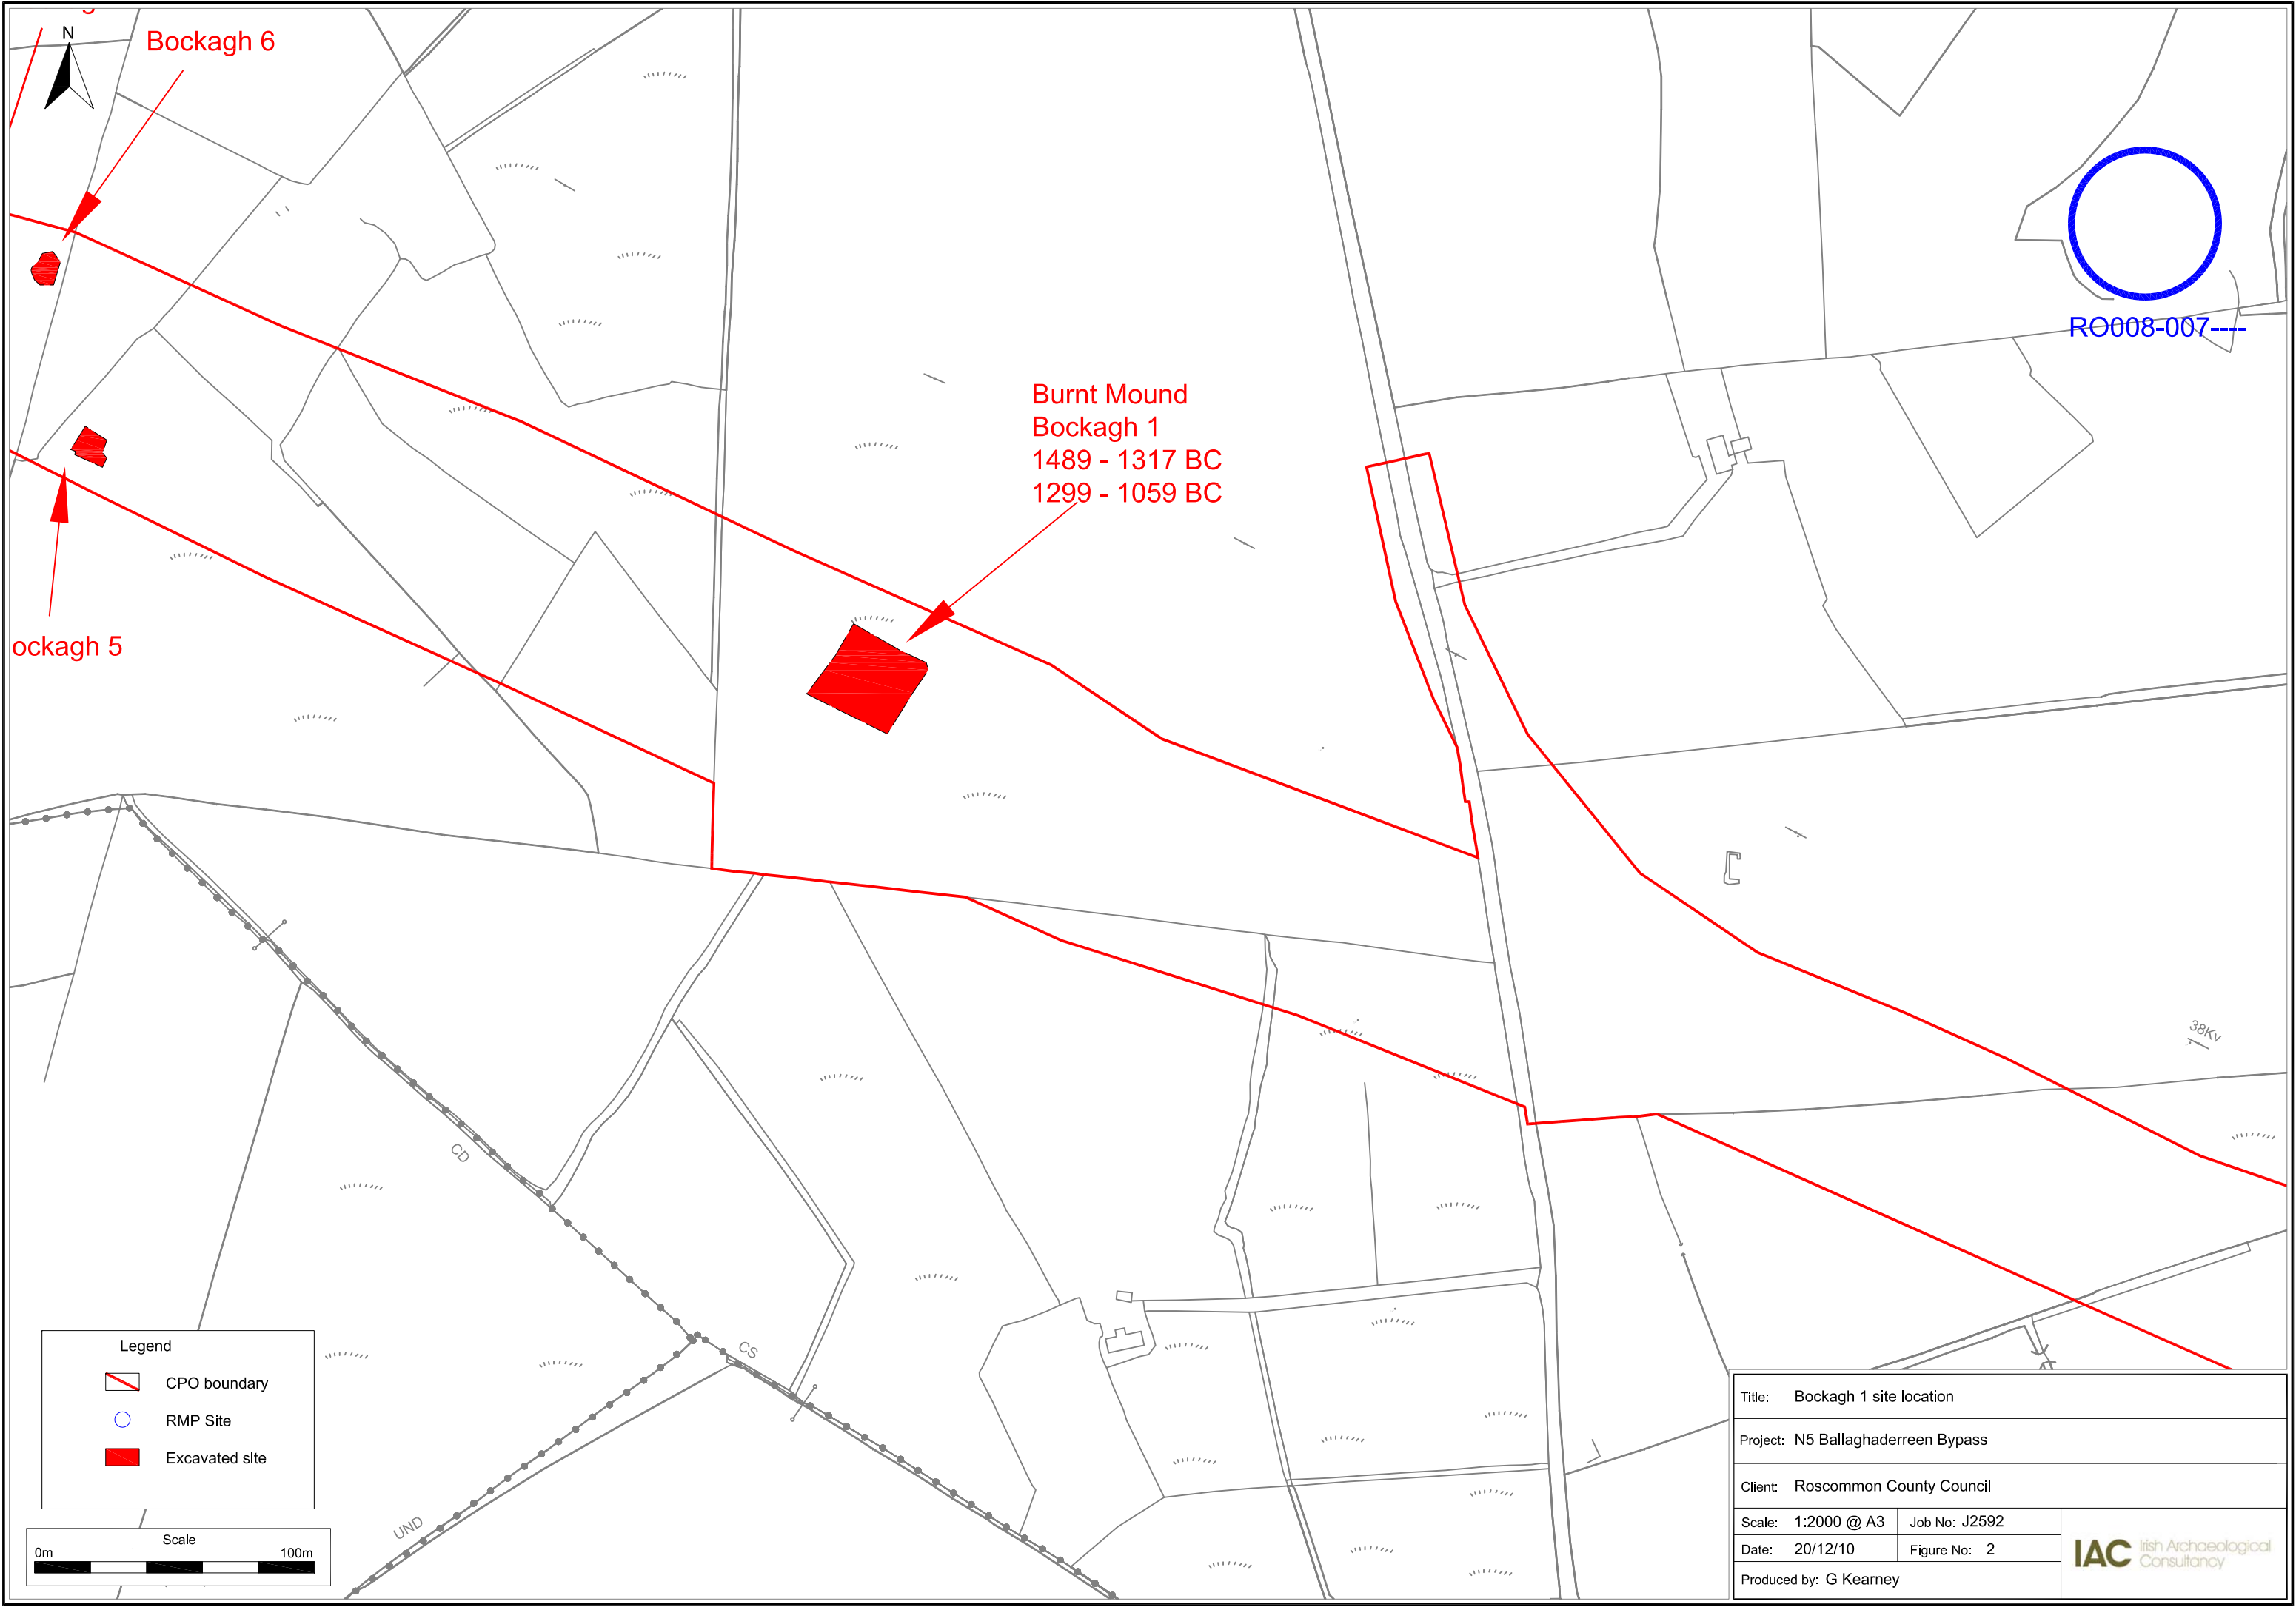 N
Bockagh 6
RO008-007----
Burnt Mound
Bockagh 1
1489 - 1317 BC
1299 - 1059 BC
ockagh 5
38Kv
CD
CS
UND
Legend
CPO boundary
RMP Site
Excavated site
Scale
0m 100m
Title: Bockagh 1 site location
Project: N5 Ballaghaderreen Bypass
Client: Roscommon County Council
Scale: 1:2000 @ A3 Job No: J2592
Date: 20/12/10 Figure No: 2
Produced by: G Kearney
IAC Irish Archaeological
Consultancy